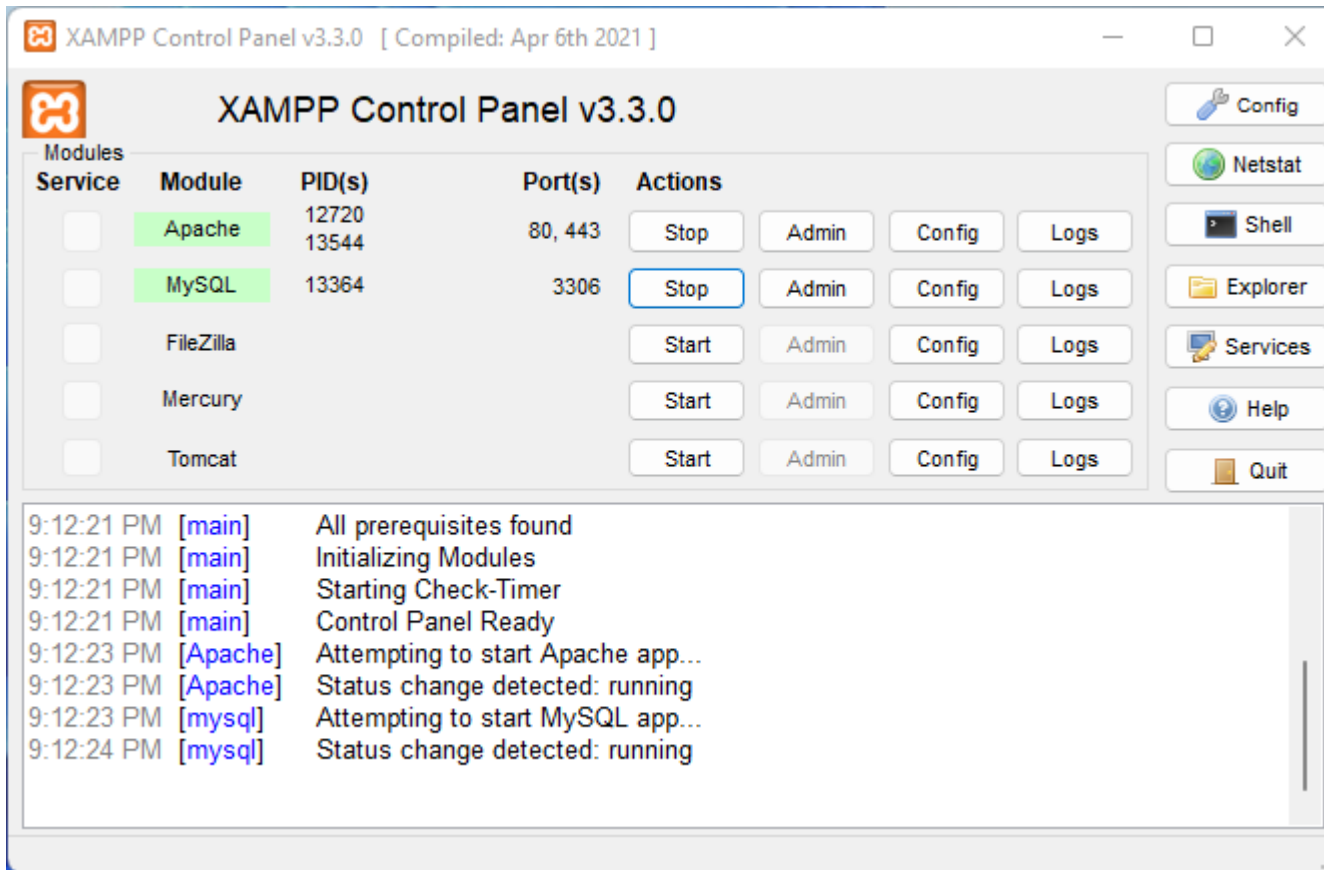 XAMPP Control Panel v3.3.0 [ Compiled: Apr 6th 2021 ]
XAMPP Control Panel v3.3.0
Config
Modules
Service Module PID(s) Port(s) Actions
Netstat
Apache 12720 80, 443 Stop Admin Config Logs
13544
Shell
MySQL 13364 3306 Stop Admin Config Logs
Explorer
FileZilla Start Admin Config Logs
Services
Mercury Start Admin Config Logs
Help
Tomcat Start Admin Config Logs
Quit
9:12:21 PM [main] All prerequisites found
9:12:21 PM [main] Initializing Modules
9:12:21 PM [main] Starting Check-Timer
9:12:21 PM [main] Control Panel Ready
9:12:23 PM [Apache] Attempting to start Apache app...
9:12:23 PM [Apache] Status change detected: running
9:12:23 PM [mysql] Attempting to start MySQL app...
9:12:24 PM [mysql] Status change detected: running